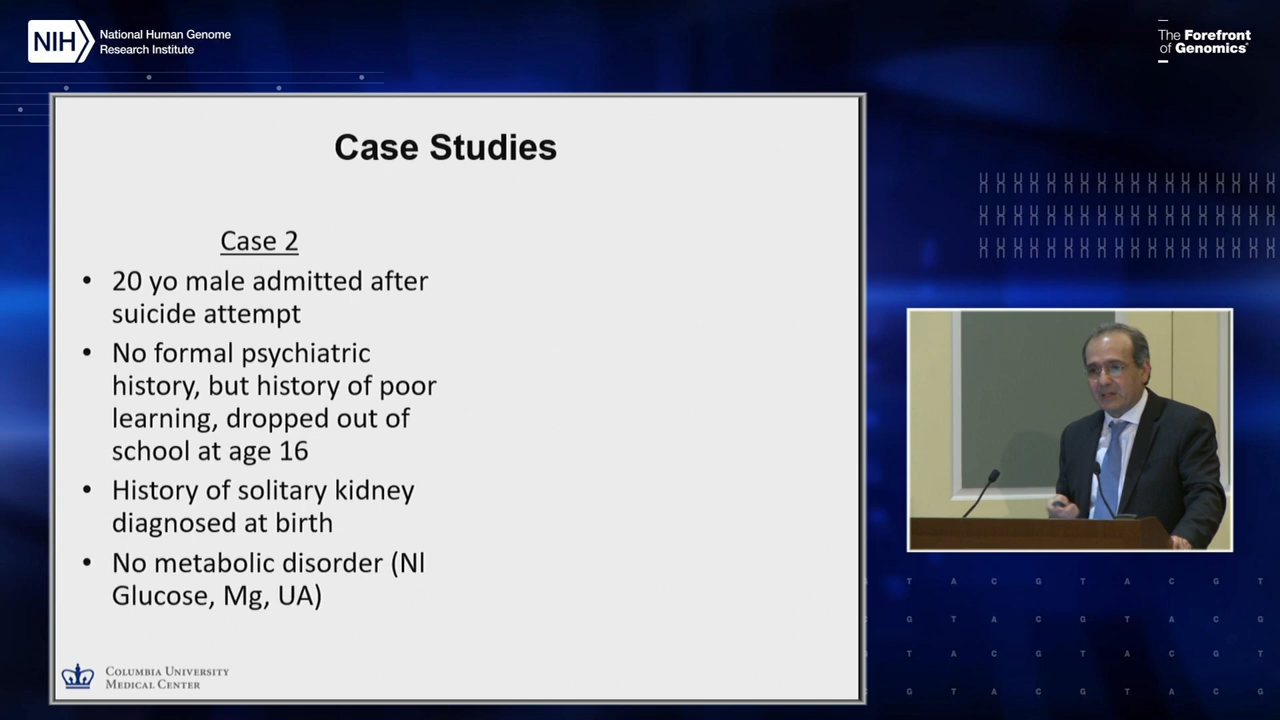 NIH
National Human Genome
Research Institute
The Forefront
of Genomics®
Case Studies
Case 2
• 20 yo male admitted after
suicide attempt
• No formal psychiatric
history, but history of poor
learning, dropped out of
school at age 16
• History of solitary kidney
diagnosed at birth
• No metabolic disorder (Nl
Glucose, Mg, UA)
COLUMBIA UNIVERSITY
MEDICAL CENTER
T A C G T A C G T
G T A C G T A C G
T A C G T A C G T
G T A C G T A C G